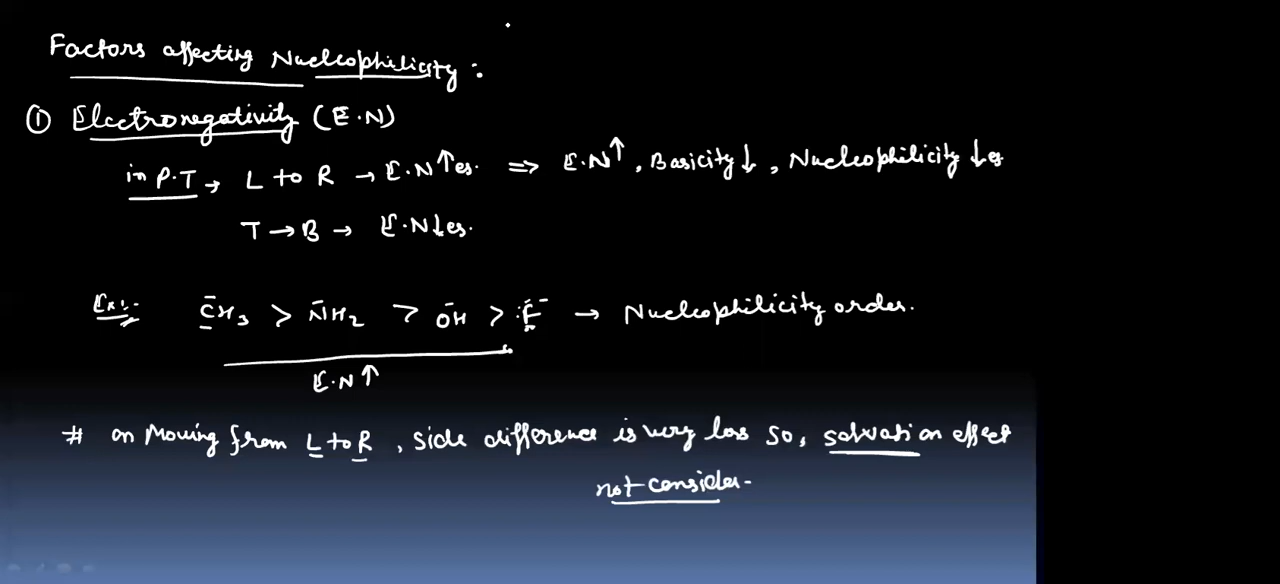 Factors affecting Nucleophilicity :
① Electronegativity (E.N)
in P.T → L to R → E.N↑es. ⇒ E.N↑, Basicity↓, Nucleophilicity ↓es
T → B → E.N↓es.
Ex:- C̄H₃ > N̄H₂ > ŌH > :F̈:⁻ → Nucleophilicity order.
E.N↑
# on Moving from L to R, side difference is very less so, solvation effect
not consider.